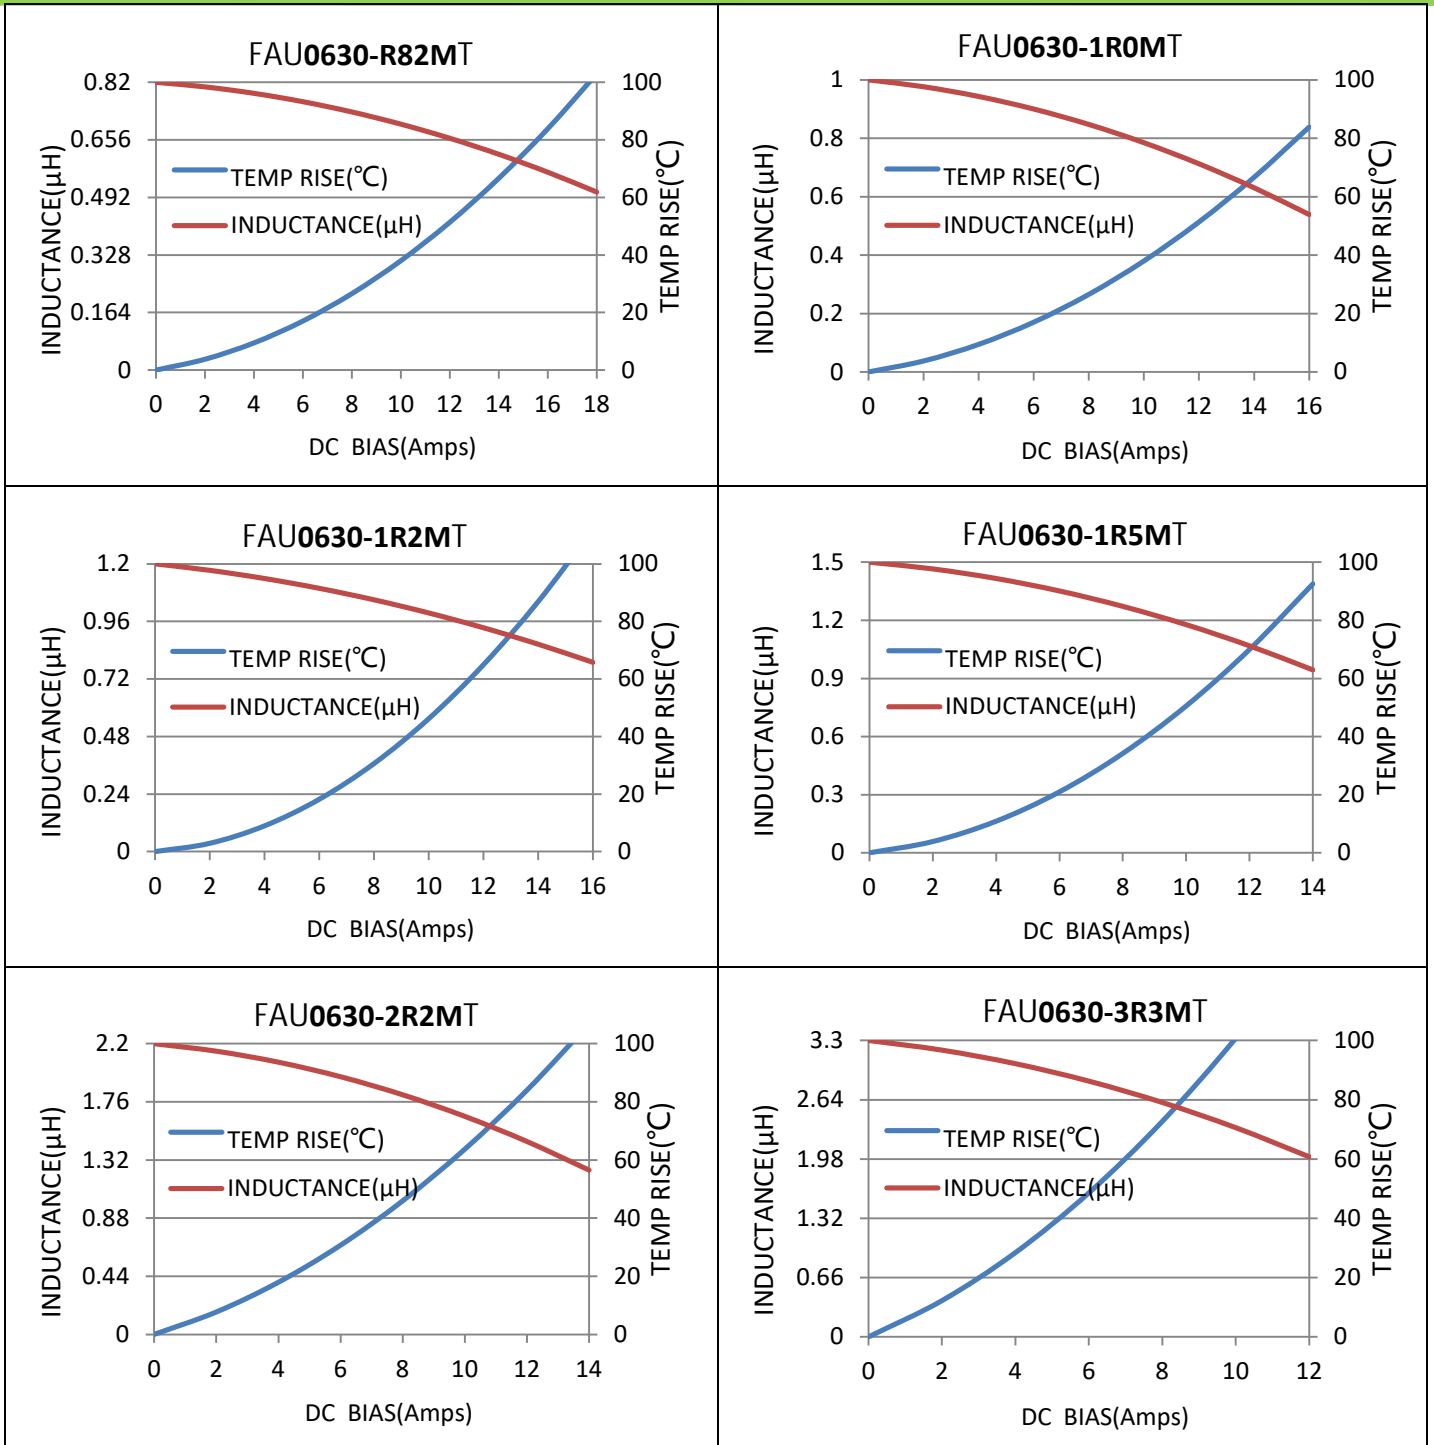 FAU0630-R82MT
0.82
0.656
0.492
0.328
0.164
0
100
80
60
40
20
0
0 2 4 6 8 10 12 14 16 18
INDUCTANCE(μH)
TEMP RISE(℃)
TEMP RISE(℃)
INDUCTANCE(μH)
DC BIAS(Amps)
FAU0630-1R0MT
1
0.8
0.6
0.4
0.2
0
100
80
60
40
20
0
0 2 4 6 8 10 12 14 16
INDUCTANCE(μH)
TEMP RISE(℃)
TEMP RISE(℃)
INDUCTANCE(μH)
DC BIAS(Amps)
FAU0630-1R2MT
1.2
0.96
0.72
0.48
0.24
0
100
80
60
40
20
0
0 2 4 6 8 10 12 14 16
INDUCTANCE(μH)
TEMP RISE(℃)
TEMP RISE(℃)
INDUCTANCE(μH)
DC BIAS(Amps)
FAU0630-1R5MT
1.5
1.2
0.9
0.6
0.3
0
100
80
60
40
20
0
0 2 4 6 8 10 12 14
INDUCTANCE(μH)
TEMP RISE(℃)
TEMP RISE(℃)
INDUCTANCE(μH)
DC BIAS(Amps)
FAU0630-2R2MT
2.2
1.76
1.32
0.88
0.44
0
100
80
60
40
20
0
0 2 4 6 8 10 12 14
INDUCTANCE(μH)
TEMP RISE(℃)
TEMP RISE(℃)
INDUCTANCE(μH)
DC BIAS(Amps)
FAU0630-3R3MT
3.3
2.64
1.98
1.32
0.66
0
100
80
60
40
20
0
0 2 4 6 8 10 12
INDUCTANCE(μH)
TEMP RISE(℃)
TEMP RISE(℃)
INDUCTANCE(μH)
DC BIAS(Amps)